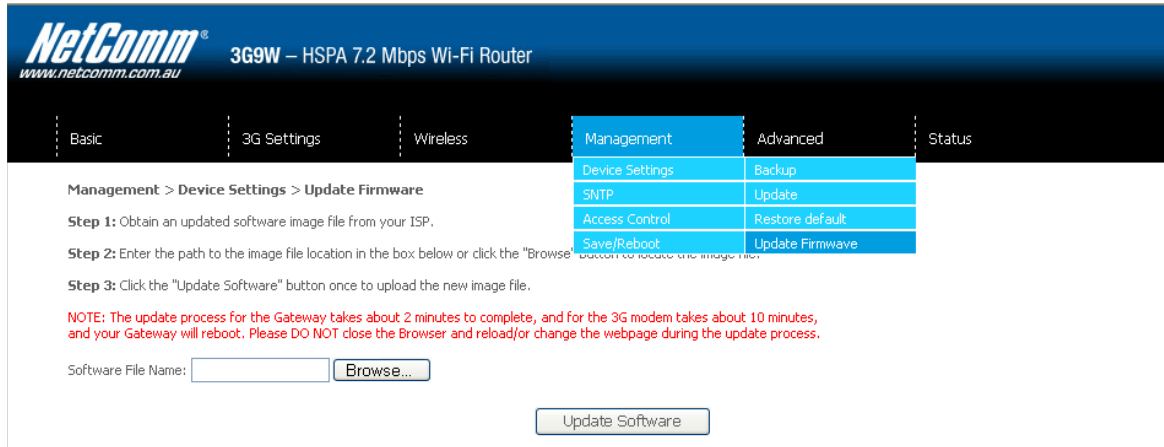 NetComm®
www.netcomm.com.au
3G9W – HSPA 7.2 Mbps Wi-Fi Router
Basic
3G Settings
Wireless
Management
Advanced
Status
Device Settings
Backup
SNTP
Update
Access Control
Restore default
Save/Reboot
Update Firmwave
Management > Device Settings > Update Firmware
Step 1: Obtain an updated software image file from your ISP.
Step 2: Enter the path to the image file location in the box below or click the "Browse" button to locate the image file.
Step 3: Click the "Update Software" button once to upload the new image file.
NOTE: The update process for the Gateway takes about 2 minutes to complete, and for the 3G modem takes about 10 minutes,
and your Gateway will reboot. Please DO NOT close the Browser and reload/or change the webpage during the update process.
Software File Name:
Browse...
Update Software